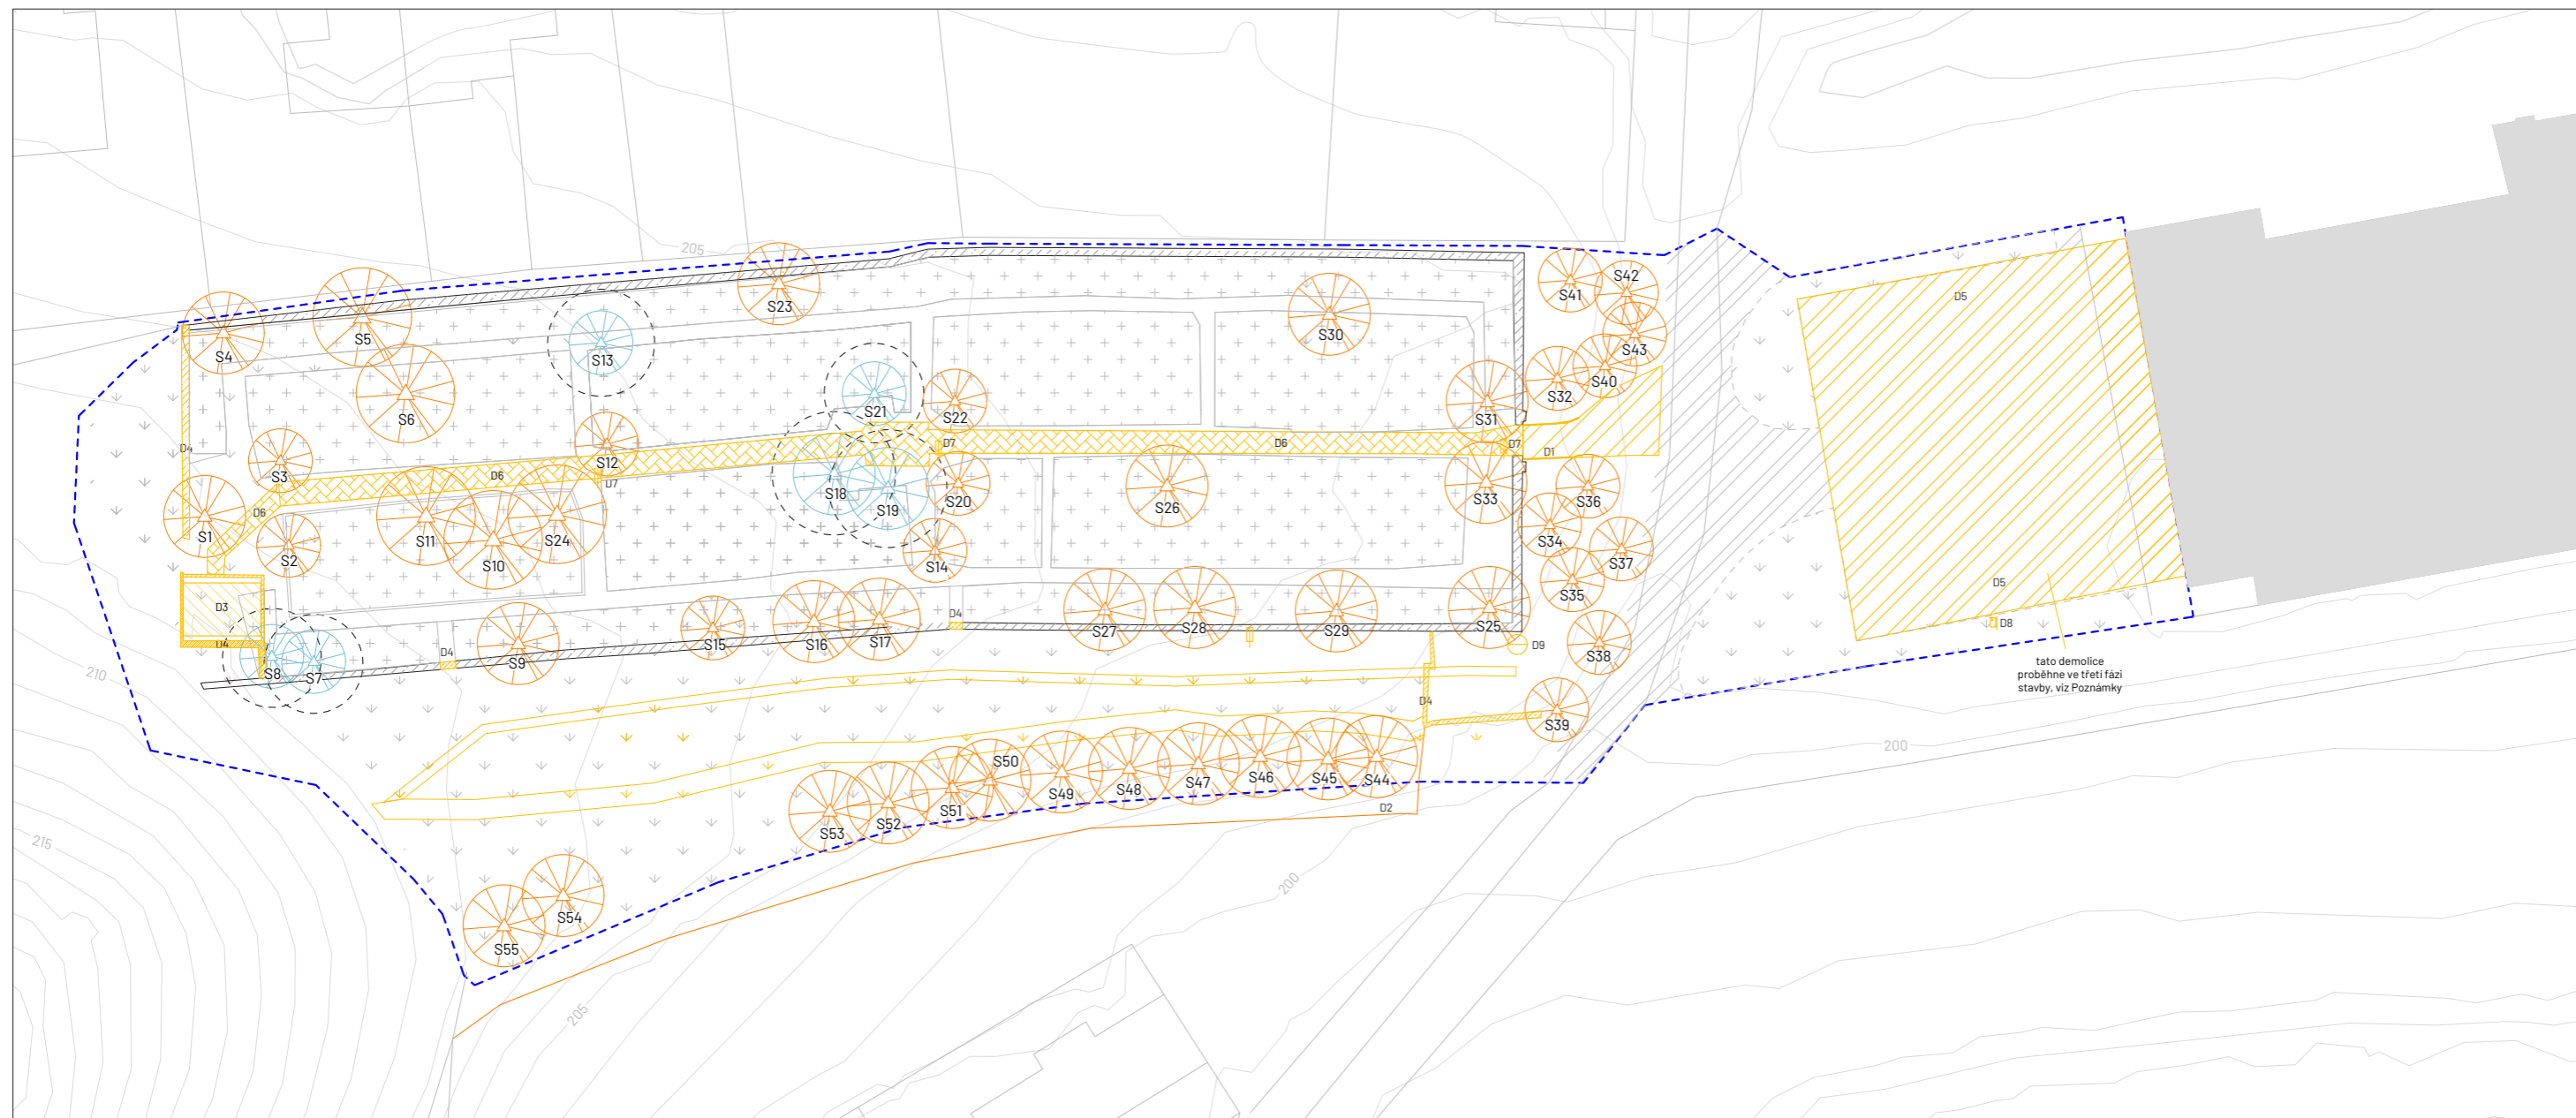 205
S23
S41
S42
D5
S4
S5
S13
S30
S43
S6
S21
S22
S32
S40
S31
D4
S3
S12
D7
D6
D7
D1
D6
D7
S18
S19
S20
S26
S33
S36
S1
D6
S2
S11
S10
S24
S14
S34
S37
S35
D3
D4
D4
S8
S7
D4
S9
S15
S16
S17
D4
S27
S28
S29
S25
D9
S38
D5
D8
tato demolice
proběhne ve třetí fázi
stavby, viz Poznámky
210
D4
S39
200
S50
S49
S48
S47
S46
S45
S44
D2
S53
S52
S51
215
S54
S55
200
205